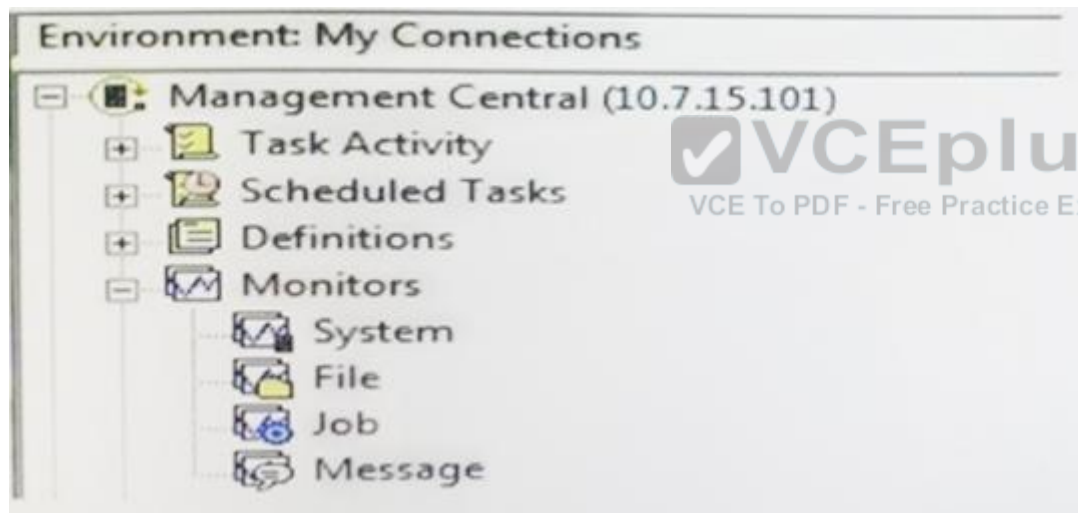 Environment: My Connections
Management Central (10.7.15.101)
Task Activity
Scheduled Tasks
Definitions
Monitors
System
File
Job
Message
VCEplu
VCE To PDF - Free Practice E